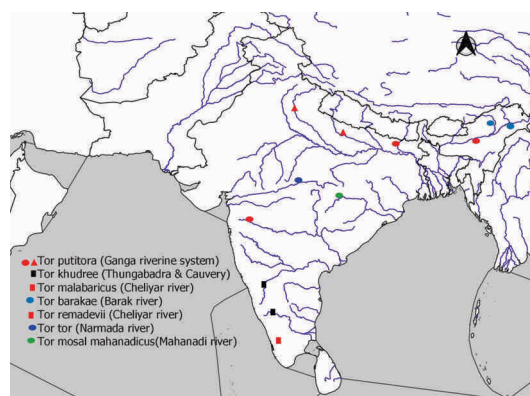 Tor putitora (Ganga riverine system)
Tor khudree (Thungabadra & Cauvery)
Tor malabaricus (Cheliyar river)
Tor barakae (Barak river)
Tor remadevii (Cheliyar river)
Tor tor (Narmada river)
Tor mosal mahanadicus(Mahanadi river)